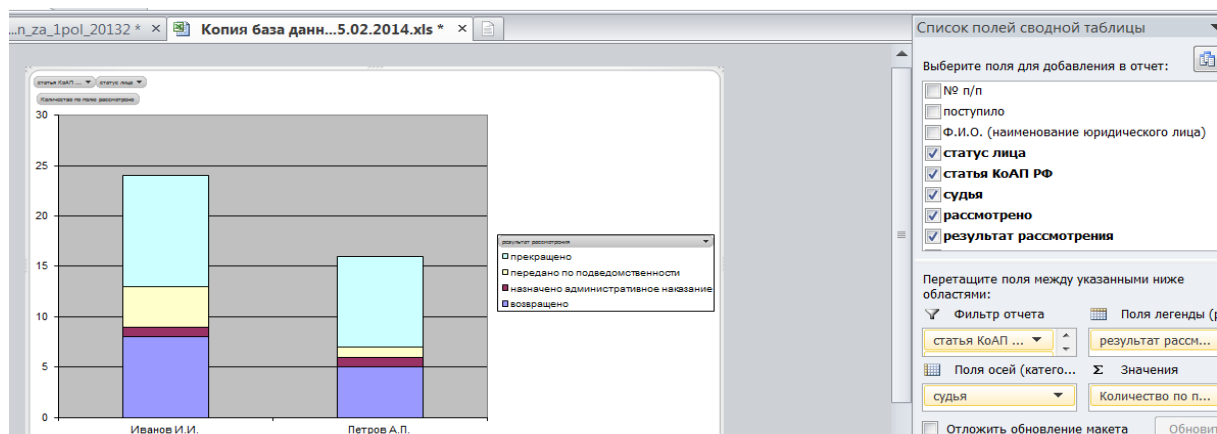 ...n_za_1pol_20132 * ×
Копия база данн...5.02.2014.xls * ×
Список полей сводной таблицы
статья КоАП ...
статус лица
Количество по полю рассмотрено
30
25
20
15
10
5
0
Иванов И.И.
Петров А.П.
результат рассмотрения
прекращено
передано по подведомственности
назначено административное наказание
возвращено
Выберите поля для добавления в отчет:
№ п/п
поступило
Ф.И.О. (наименование юридического лица)
статус лица
статья КоАП РФ
судья
рассмотрено
результат рассмотрения
Перетащите поля между указанными ниже
областями:
Фильтр отчета
Поля легенды (р
статья КоАП ...
результат рассм...
Поля осей (катего...
Σ Значения
судья
Количество по п...
Отложить обновление макета
Обновит